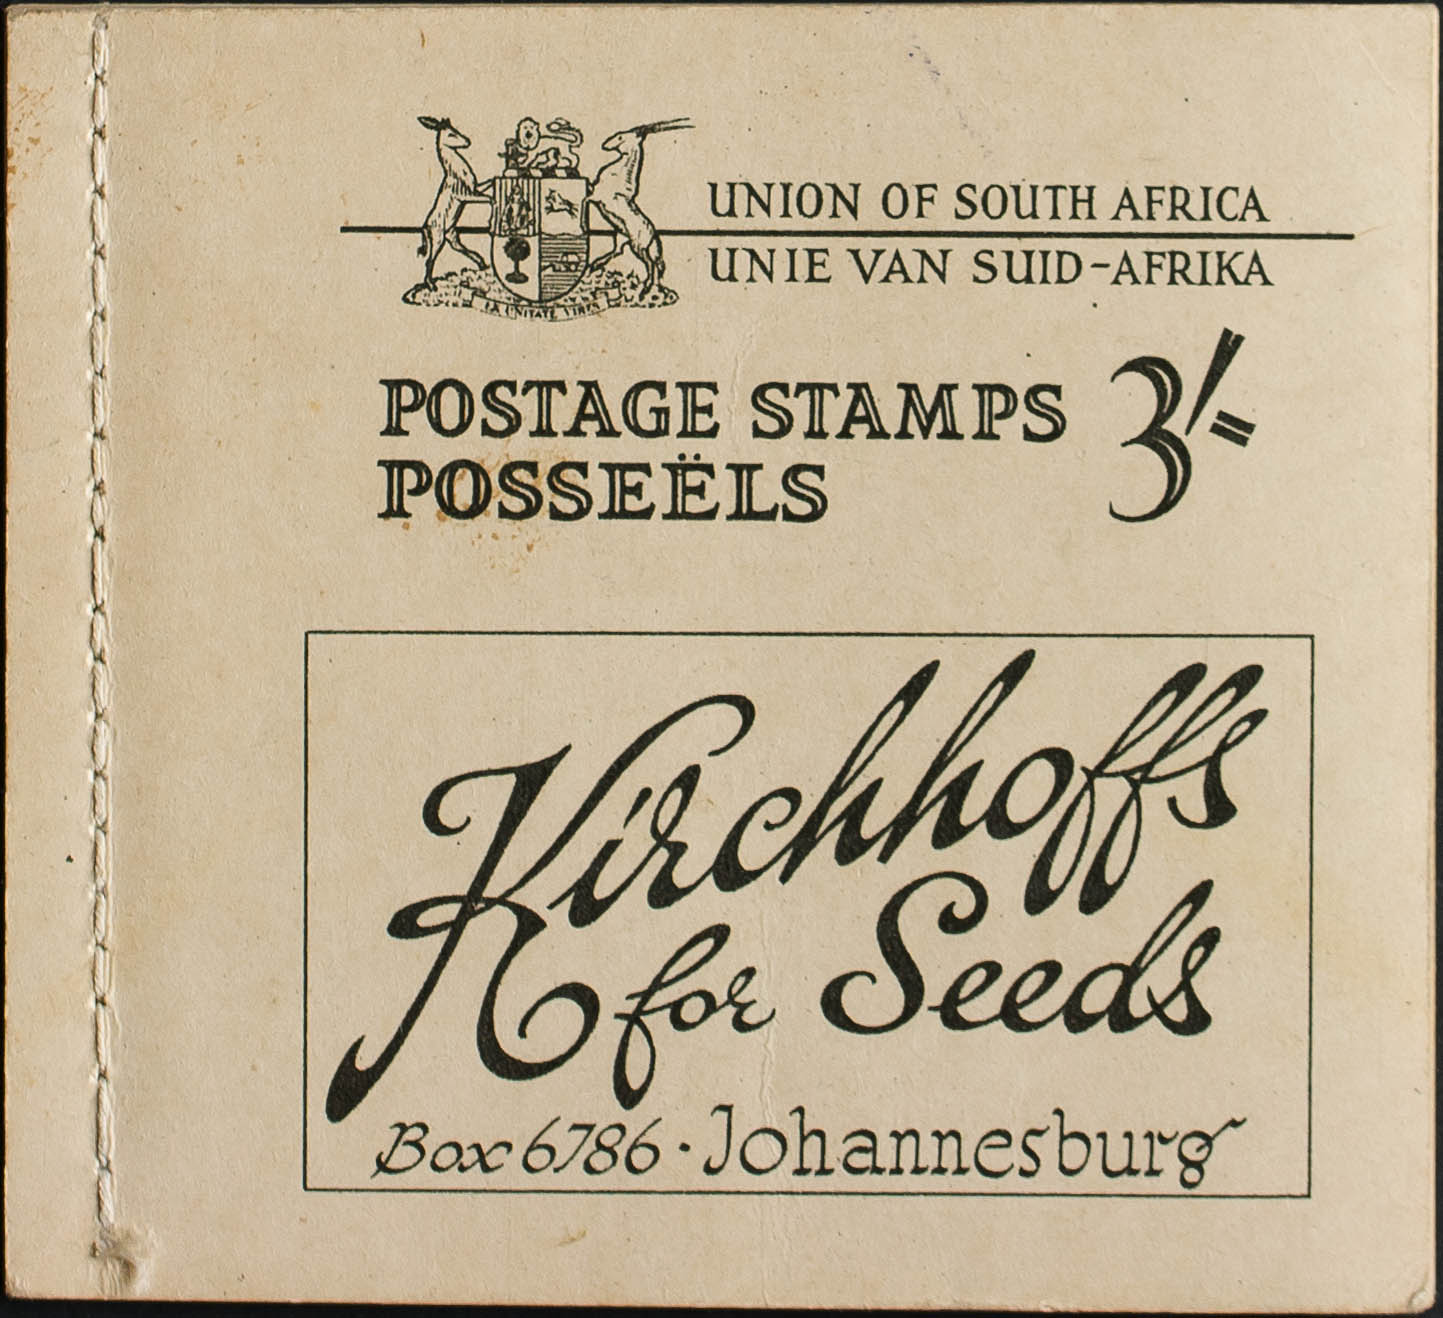 UNION OF SOUTH AFRICA
UNIE VAN SUID-AFRIKA
POSTAGE STAMPS 3/=
POSSEËLS
Kirchhoffs
for Seeds
Box 6786 · Johannesburg